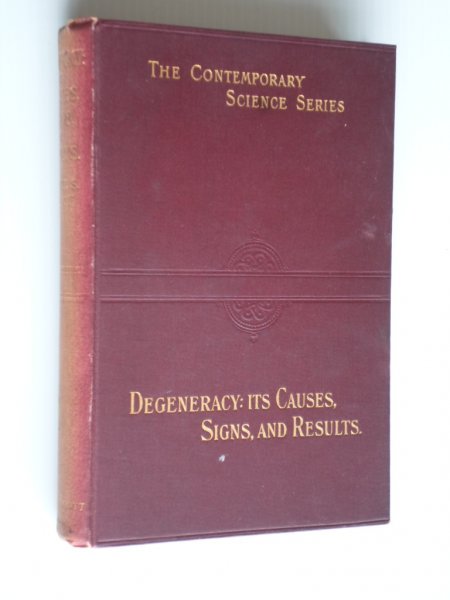 The Contemporary
Science Series
Degeneracy: its Causes,
Signs, and Results.